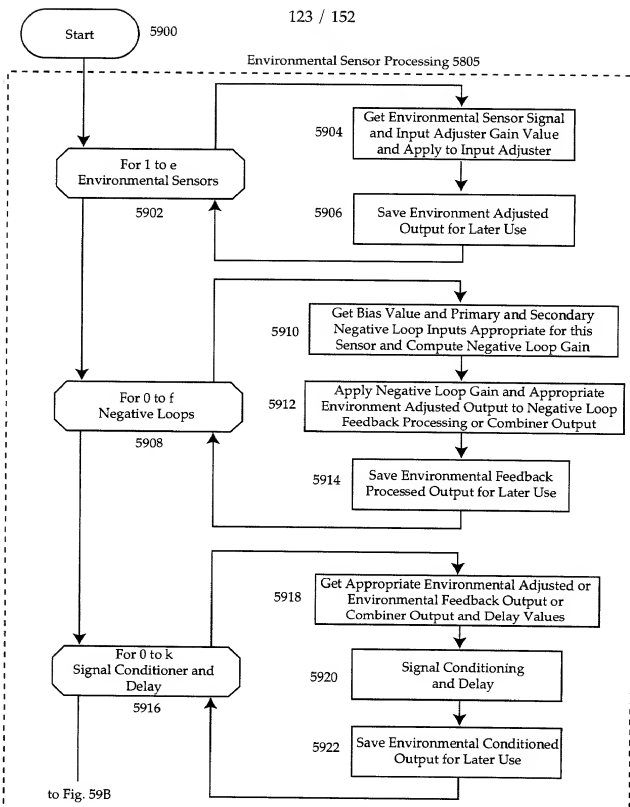 123 / 152
Start
5900
Environmental Sensor Processing 5805
For 1 to e
Environmental Sensors
5902
5904
Get Environmental Sensor Signal
and Input Adjuster Gain Value
and Apply to Input Adjuster
5906
Save Environment Adjusted
Output for Later Use
For 0 to f
Negative Loops
5908
5910
Get Bias Value and Primary and Secondary
Negative Loop Inputs Appropriate for this
Sensor and Compute Negative Loop Gain
5912
Apply Negative Loop Gain and Appropriate
Environment Adjusted Output to Negative Loop
Feedback Processing or Combiner Output
5914
Save Environmental Feedback
Processed Output for Later Use
For 0 to k
Signal Conditioner and
Delay
5916
5918
Get Appropriate Environmental Adjusted or
Environmental Feedback Output or
Combiner Output and Delay Values
5920
Signal Conditioning
and Delay
5922
Save Environmental Conditioned
Output for Later Use
to Fig. 59B